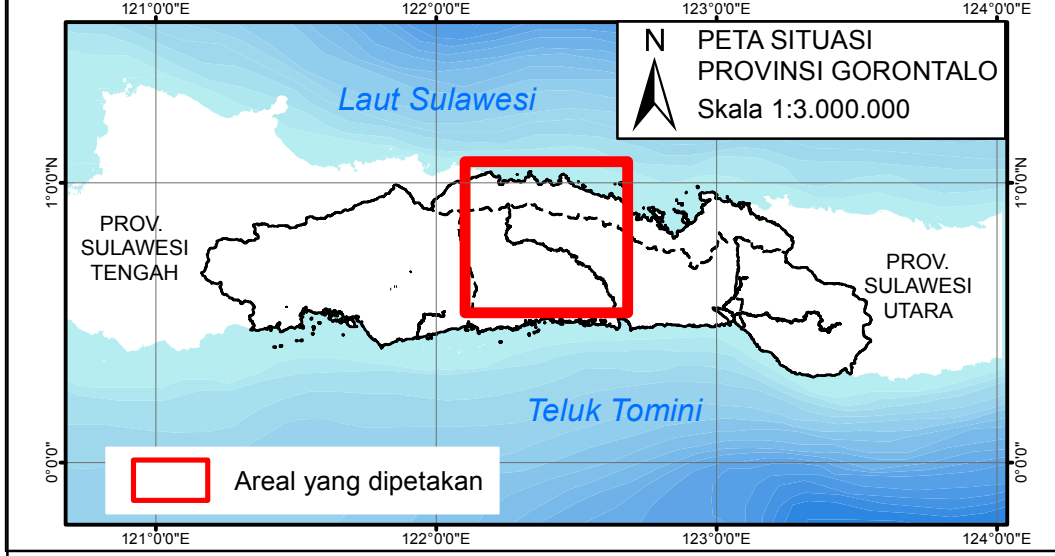 121°0'0"E
122°0'0"E
123°0'0"E
124°0'0"E
N
PETA SITUASI
PROVINSI GORONTALO
Skala 1:3.000.000
Laut Sulawesi
1°0'0"N
1°0'0"N
PROV.
SULAWESI
TENGAH
PROV.
SULAWESI
UTARA
Teluk Tomini
0°0'0"
0°0'0"
Areal yang dipetakan
121°0'0"E
122°0'0"E
123°0'0"E
124°0'0"E